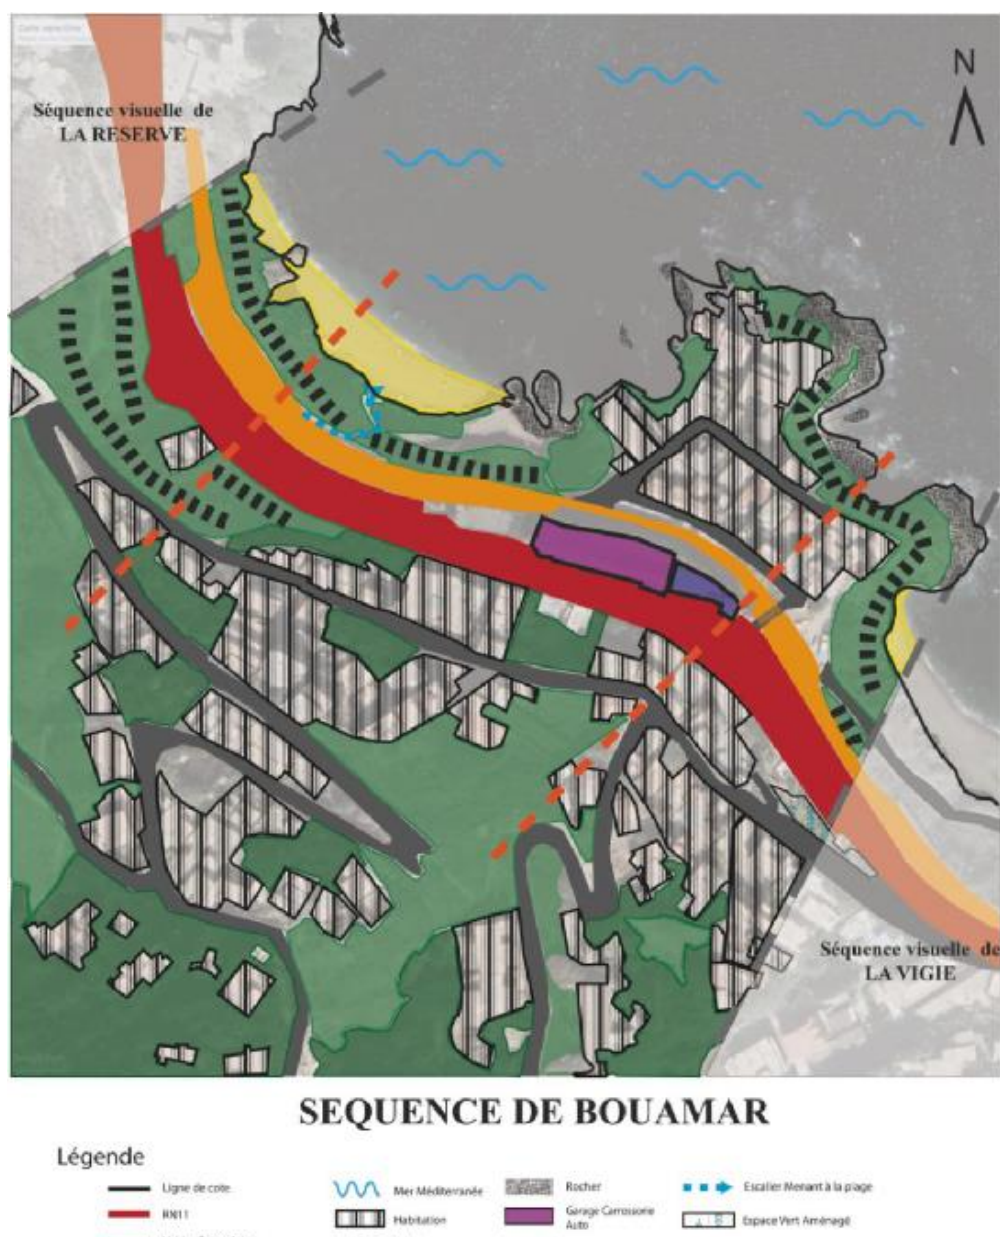 Séquence visuelle de
LA RESERVE
N
Séquence visuelle de
LA VIGIE
SEQUENCE DE BOUAMAR
Légende
Ligne de cote
RN11
Mer Méditerranée
Habitation
Rocher
Garage Carrosserie
Auto
Escalier Menant à la plage
Espace Vert Aménagé